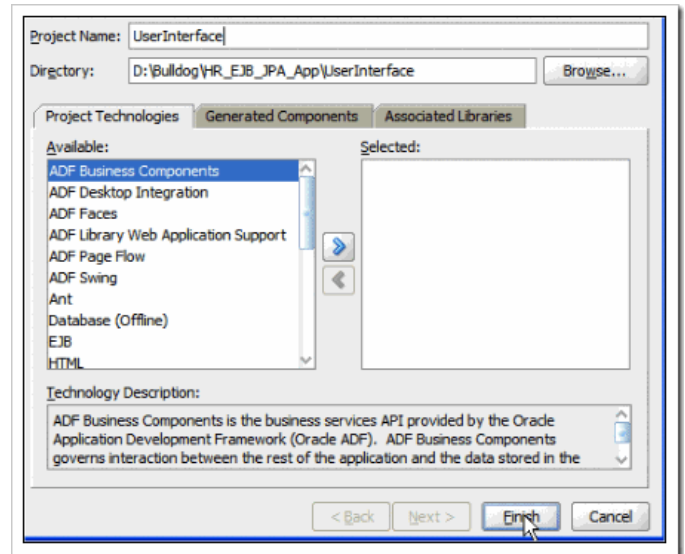 Project Name: UserInterface
Directory: D:\Bulldog\HR_EJB_JPA_App\UserInterface Browse...
Project Technologies Generated Components Associated Libraries
Available: Selected:
ADF Business Components
ADF Desktop Integration
ADF Faces
ADF Library Web Application Support
ADF Page Flow
ADF Swing
Ant
Database (Offline)
EJB
HTML
Technology Description:
ADF Business Components is the business services API provided by the Oracle
Application Development Framework (Oracle ADF). ADF Business Components
governs interaction between the rest of the application and the data stored in the
< Back Next > Finish Cancel